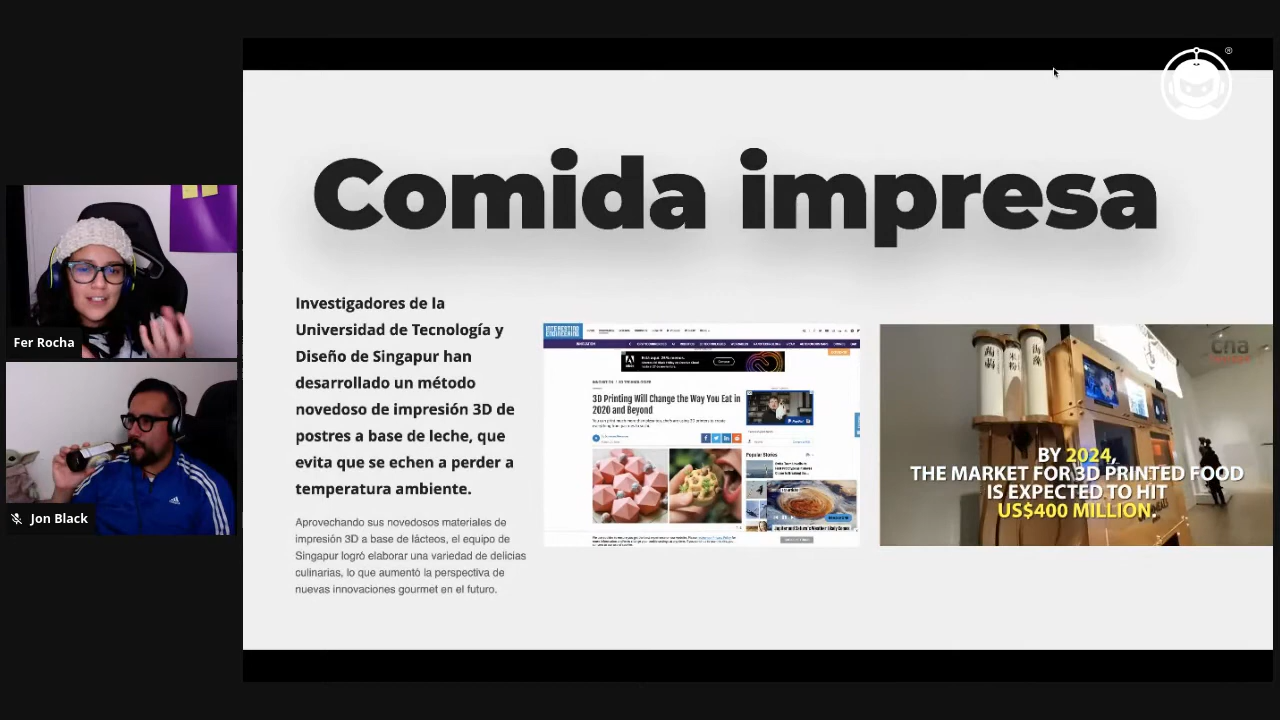 Comida impresa
Investigadores de la
Universidad de Tecnología y
Diseño de Singapur han
desarrollado un método
novedoso de impresión 3D de
postres a base de leche, que
evita que se echen a perder a
temperatura ambiente.
Aprovechando sus novedosos materiales de
impresión 3D a base de lácteos, el equipo de
Singapur logró elaborar una variedad de delicias
culinarias, lo que aumentó la perspectiva de
nuevas innovaciones gourmet en el futuro.
3D Printing Will Change the Way You Eat in
2020 and Beyond
Popular Stories
cna
BY 2024,
THE MARKET FOR 3D PRINTED FOOD
IS EXPECTED TO HIT
US$400 MILLION
Fer Rocha
Jon Black
adidas
®